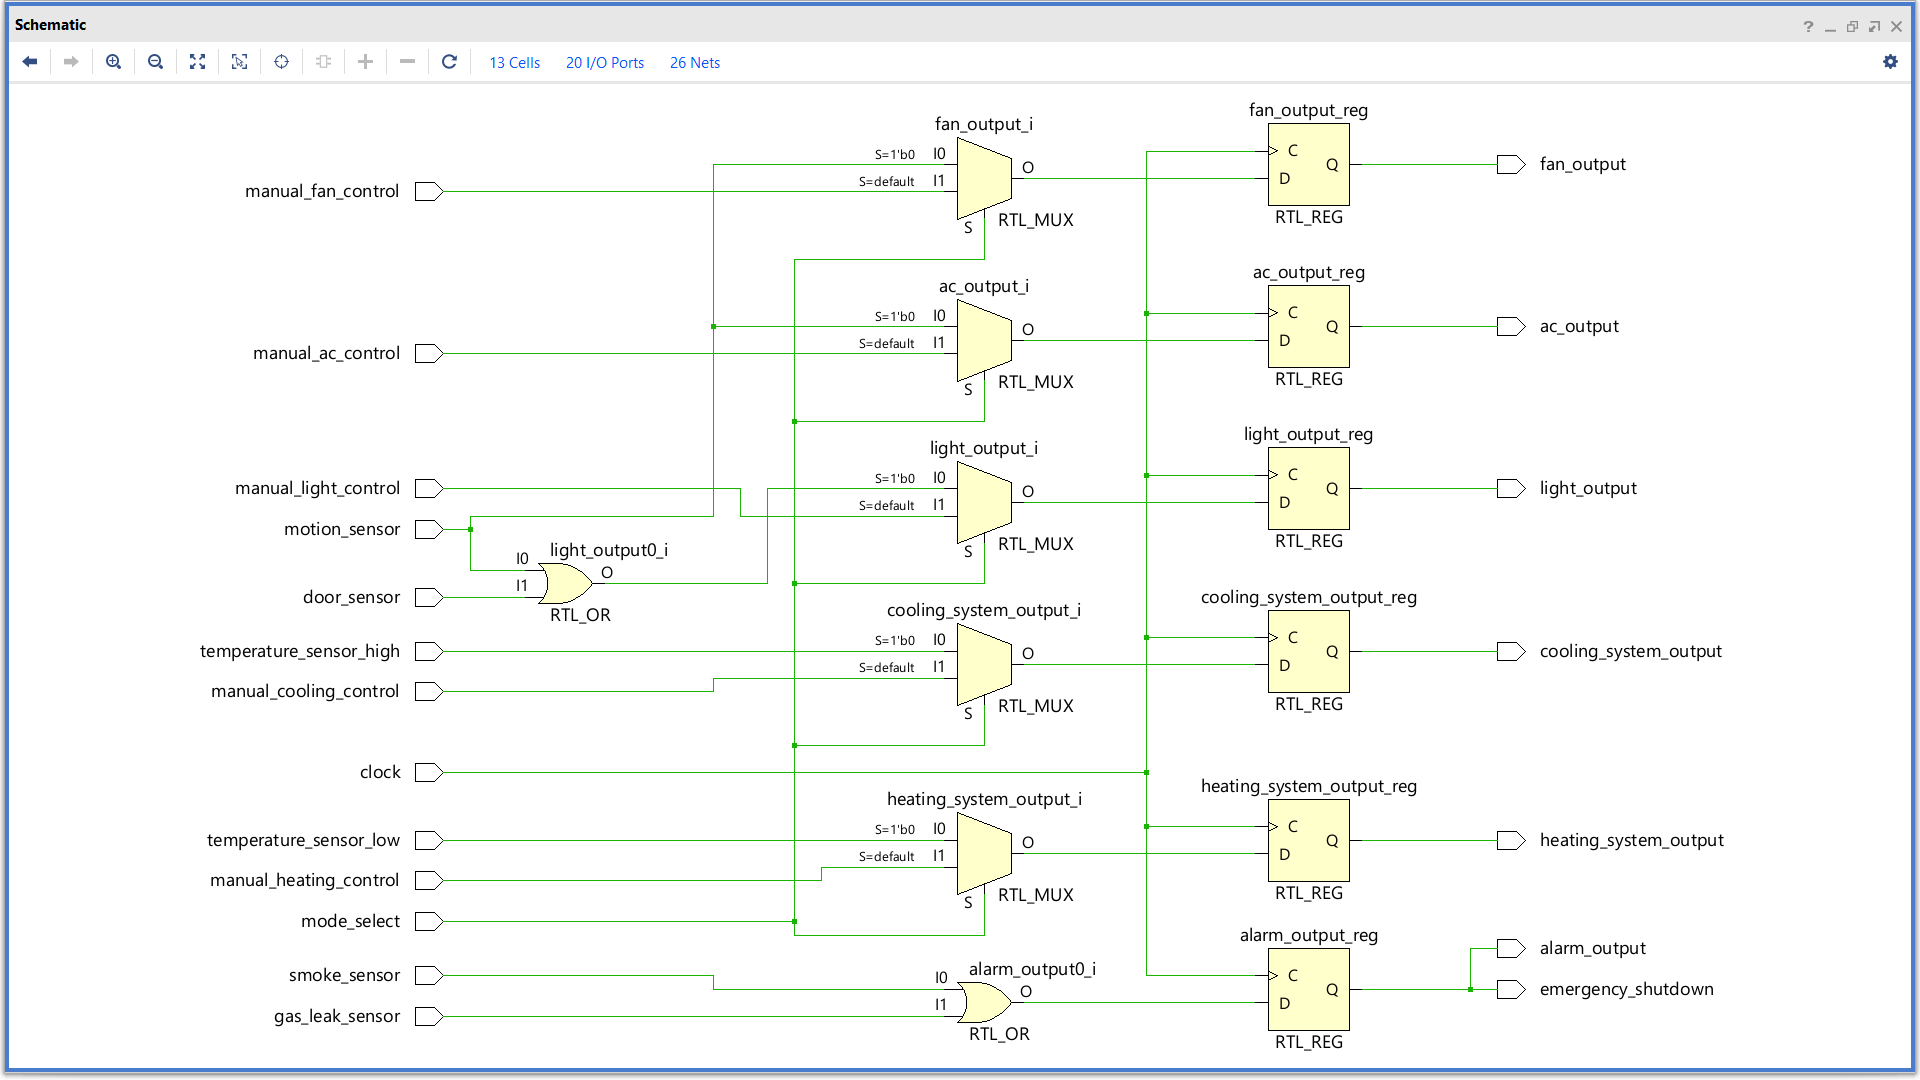 Schematic
13 Cells 20 I/O Ports 26 Nets
fan_output_i
S=1'b0 I0
S=default I1
O
S
RTL_MUX
manual_fan_control
fan_output_reg
C
D
Q
RTL_REG
fan_output
ac_output_i
S=1'b0 I0
S=default I1
O
S
RTL_MUX
manual_ac_control
ac_output_reg
C
D
Q
RTL_REG
ac_output
manual_light_control
motion_sensor
door_sensor
light_output0_i
I0
I1
O
RTL_OR
light_output_i
S=1'b0 I0
S=default I1
O
S
RTL_MUX
light_output_reg
C
D
Q
RTL_REG
light_output
temperature_sensor_high
manual_cooling_control
cooling_system_output_i
S=1'b0 I0
S=default I1
O
S
RTL_MUX
cooling_system_output_reg
C
D
Q
RTL_REG
cooling_system_output
clock
temperature_sensor_low
manual_heating_control
mode_select
heating_system_output_i
S=1'b0 I0
S=default I1
O
S
RTL_MUX
heating_system_output_reg
C
D
Q
RTL_REG
heating_system_output
smoke_sensor
gas_leak_sensor
alarm_output0_i
I0
I1
O
RTL_OR
alarm_output_reg
C
D
Q
RTL_REG
alarm_output
emergency_shutdown